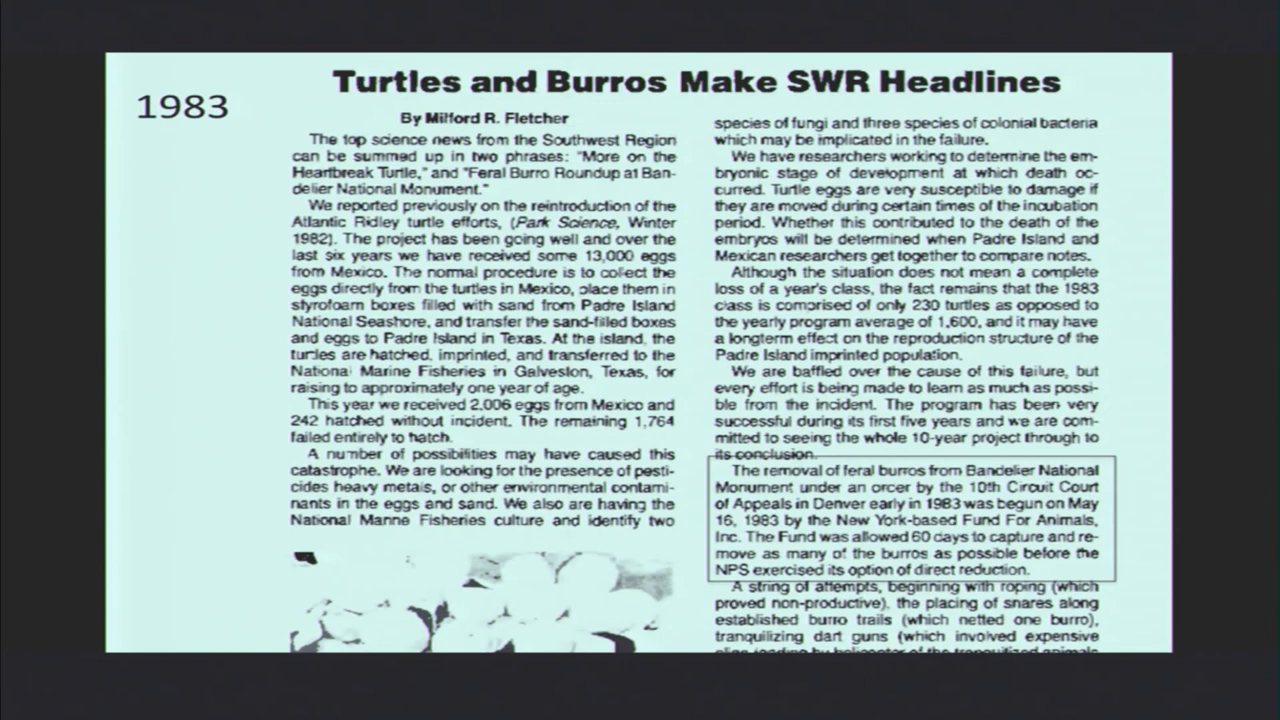 Turtles and Burros Make SWR Headlines
1983
By Milford R. Fletcher
The top science news from the Southwest Region
can be summed up in two phrases: "More on the
Heartbreak Turtle," and "Feral Burro Roundup at Ban-
delier National Monument."
We reported previously on the reintroduction of the
Atlantic Ridley turtle efforts, (Park Science, Winter
1982). The project has been going well and over the
last six years we have received some 13,000 eggs
from Mexico. The normal procedure is to collect the
eggs directly from the turtles in Mexico, place them in
styrofoam boxes filled with sand from Padre Island
National Seashore, and transfer the sand-filled boxes
and eggs to Padre Island in Texas. At the island, the
turtles are hatched, imprinted, and transferred to the
National Marine Fisheries in Galveston, Texas, for
raising to approximately one year of age.
This year we received 2,006 eggs from Mexico and
242 hatched without incident. The remaining 1,764
failed entirely to hatch.
A number of possibilities may have caused this
catastrophe. We are looking for the presence of pesti-
cides heavy metals, or other environmental contami-
nants in the eggs and sand. We also are having the
National Marine Fisheries culture and identify two
species of fungi and three species of colonial bacteria
which may be implicated in the failure.
We have researchers working to determine the em-
bryonic stage of development at which death oc-
curred. Turtle eggs are very susceptible to damage if
they are moved during certain times of the incubation
period. Whether this contributed to the death of the
embryos will be determined when Padre Island and
Mexican researchers get together to compare notes.
Although the situation does not mean a complete
loss of a year's class, the fact remains that the 1983
class is comprised of only 230 turtles as opposed to
the yearly program average of 1,600, and it may have
a longterm effect on the reproduction structure of the
Padre Island imprinted population.
We are baffled over the cause of this failure, but
every effort is being made to learn as much as possi-
ble from the incident. The program has been very
successful during its first five years and we are com-
mitted to seeing the whole 10-year project through to
its conclusion.
The removal of feral burros from Bandelier National
Monument under an order by the 10th Circuit Court
of Appeals in Denver early in 1983 was begun on May
16, 1983 by the New York-based Fund For Animals,
Inc. The Fund was allowed 60 days to capture and re-
move as many of the burros as possible before the
NPS exercised its option of direct reduction.
A string of attempts, beginning with roping (which
proved non-productive), the placing of snares along
established burro trails (which netted one burro),
tranquilizing dart guns (which involved expensive
by helicopter of the tranquilized animals